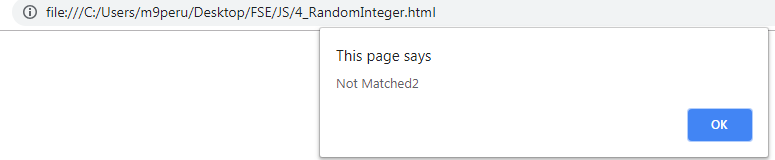 file:///C:/Users/m9peru/Desktop/FSE/JS/4_RandomInteger.html
This page says
Not Matched2
OK